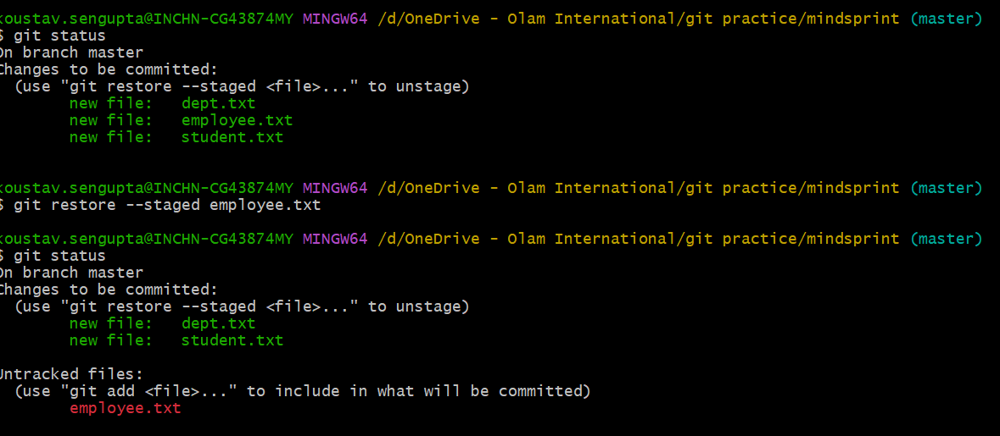 koustav.sengupta@INCHN-CG43874MY MINGW64 /d/OneDrive - Olam International/git practice/mindsprint (master)
$ git status
On branch master
Changes to be committed:
  (use "git restore --staged <file>..." to unstage)
        new file:   dept.txt
        new file:   employee.txt
        new file:   student.txt

koustav.sengupta@INCHN-CG43874MY MINGW64 /d/OneDrive - Olam International/git practice/mindsprint (master)
$ git restore --staged employee.txt

koustav.sengupta@INCHN-CG43874MY MINGW64 /d/OneDrive - Olam International/git practice/mindsprint (master)
$ git status
On branch master
Changes to be committed:
  (use "git restore --staged <file>..." to unstage)
        new file:   dept.txt
        new file:   student.txt

Untracked files:
  (use "git add <file>..." to include in what will be committed)
        employee.txt